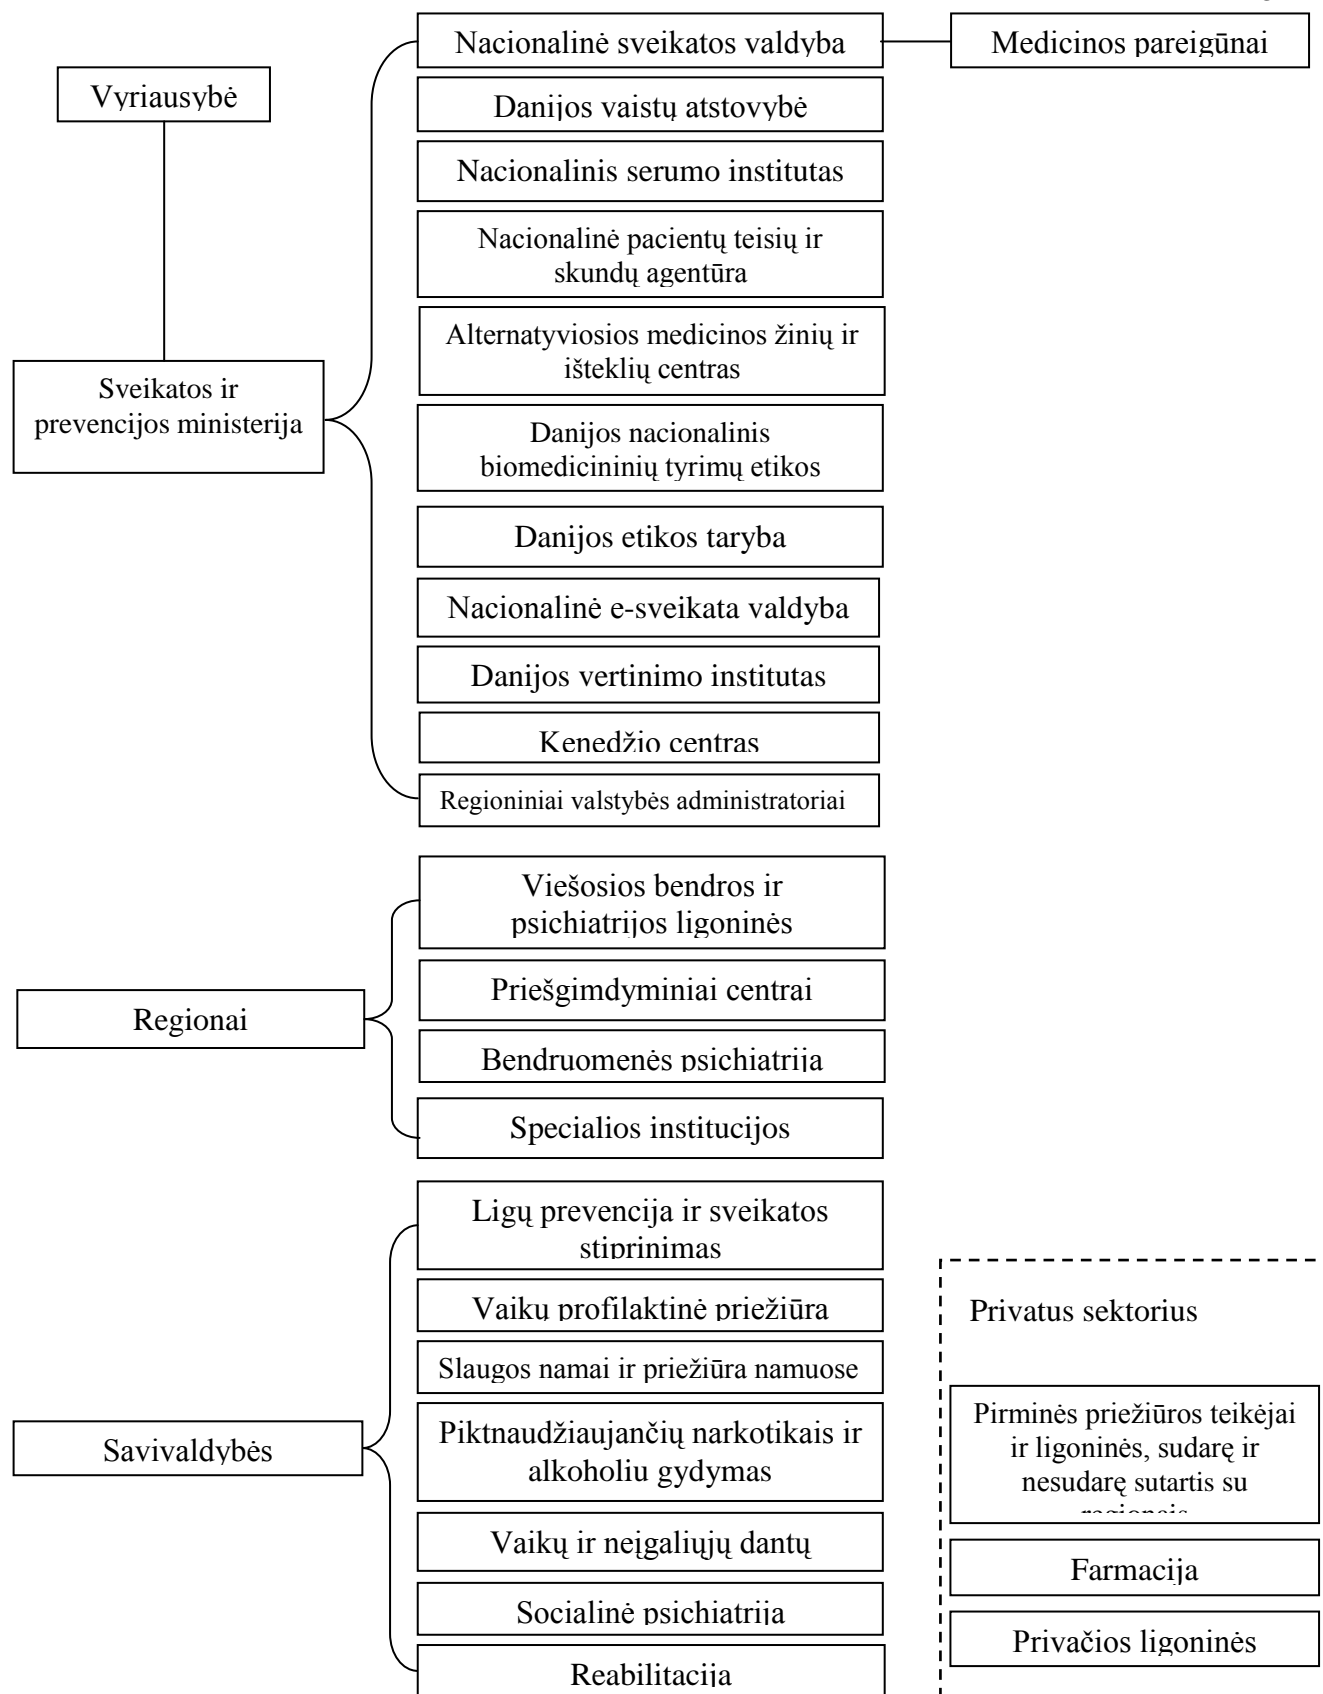 Vyriausybė
Sveikatos ir
prevencijos ministerija
Nacionalinė sveikatos valdyba
Medicinos pareigūnai
Danijos vaistų atstovybė
Nacionalinis serumo institutas
Nacionalinė pacientų teisių ir
skundų agentūra
Alternatyviosios medicinos žinių ir
išteklių centras
Danijos nacionalinis
biomedicininių tyrimų etikos
Danijos etikos taryba
Nacionalinė e-sveikata valdyba
Danijos vertinimo institutas
Kenedžio centras
Regioniniai valstybės administratoriai
Regionai
Viešosios bendros ir
psichiatrijos ligoninės
Priešgimdyminiai centrai
Bendruomenės psichiatrija
Specialios institucijos
Savivaldybės
Ligų prevencija ir sveikatos
stiprinimas
Vaikų profilaktinė priežiūra
Slaugos namai ir priežiūra namuose
Piktnaudžiaujančių narkotikais ir
alkoholiu gydymas
Vaikų ir neįgaliųjų dantų
Socialinė psichiatrija
Reabilitacija
Privatus sektorius
Pirminės priežiūros teikėjai
ir ligoninės, sudarę ir
nesudarę sutartis su
regionais
Farmacija
Privačios ligoninės